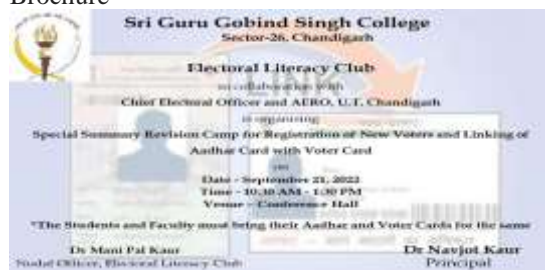 Brochure
Sri Guru Gobind Singh College
Sector-26, Chandigarh
LINK
Electoral Literacy Club
in collaboration with
Chief Electoral Officer and AERO, U.T. Chandigarh
is organising
Special Summary Revision Camp for Registration of New Voters and Linking of
Aadhar Card with Voter Card
on
Date - September 21, 2022
Time - 10:30 AM - 1:30 PM
Venue - Conference Hall
*The Students and Faculty must bring their Aadhar and Voter Cards for the same
Dr Mani Pal Kaur
Nodal Officer, Electoral Literacy Club
Dr Navjot Kaur
Principal